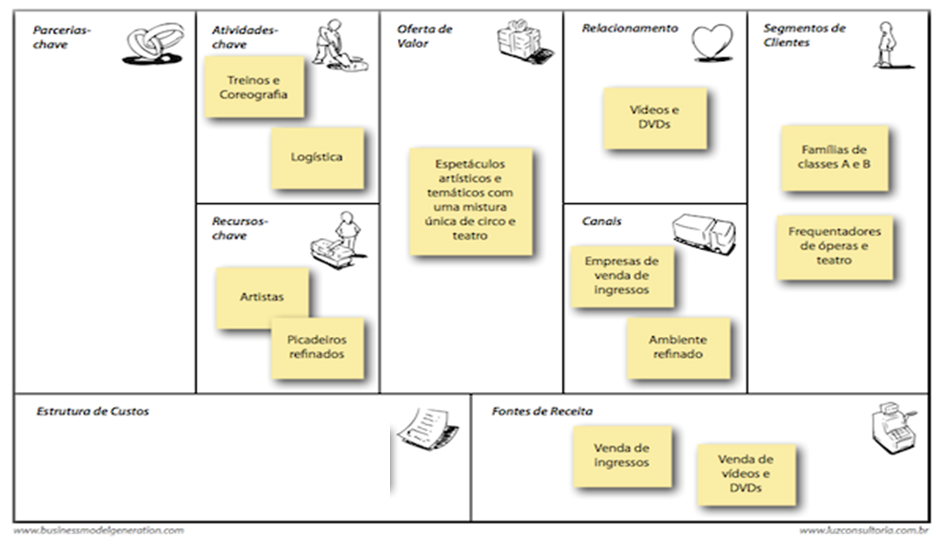 Parcerias-
chave
Atividades-
chave
Treinos e
Coreografia
Logística
Recursos-
chave
Artistas
Picadeiros
refinados
Oferta de
Valor
Espetáculos
artísticos e
temáticos com
uma mistura
única de circo e
teatro
Relacionamento
Vídeos e
DVDs
Canais
Empresas de
venda de
ingressos
Ambiente
refinado
Segmentos de
Clientes
Famílias de
classes A e B
Frequentadores
de óperas e
teatro
Estrutura de Custos
Fontes de Receita
Venda de
ingressos
Venda de
vídeos e
DVDs
www.businessmodelgeneration.com
www.luzconsultoria.com.br